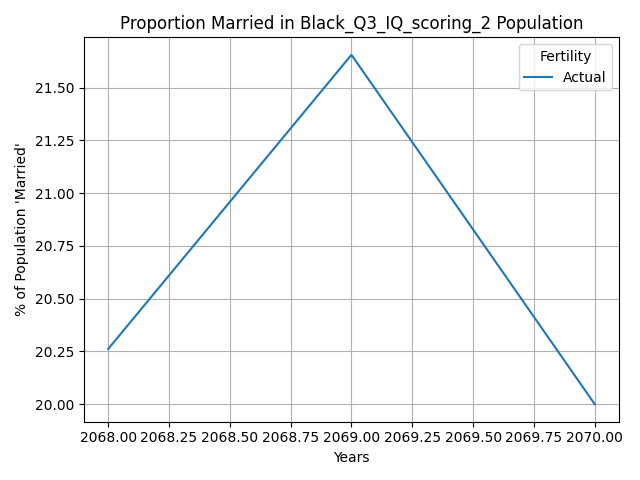 Proportion Married in Black_Q3_IQ_scoring_2 Population
Fertility
Actual
% of Population 'Married'
21.50
21.25
21.00
20.75
20.50
20.25
20.00
2068.00 2068.25 2068.50 2068.75 2069.00 2069.25 2069.50 2069.75 2070.00
Years